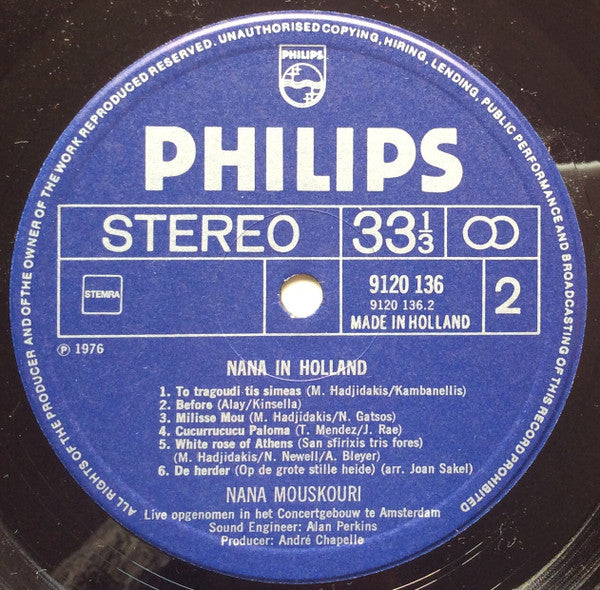 ALL RIGHTS OF THE PRODUCER AND OF THE OWNER OF THE WORK REPRODUCED RESERVED. UNAUTHORISED COPYING, HIRING, LENDING, PUBLIC PERFORMANCE AND BROADCASTING OF THIS RECORD PROHIBITED
PHILIPS
PHILIPS
STEREO 33⅓
STEMRA
9120 136
9120 136.2
MADE IN HOLLAND
2
℗ 1976
NANA IN HOLLAND
1. To tragoudi tis simeas (M. Hadjidakis/Kambanellis)
2. Before (Alay/Kinsella)
3. Milisse Mou (M. Hadjidakis/N. Gatsos)
4. Cucurrucucu Paloma (T. Mendez/J. Rae)
5. White rose of Athens (San sfirixis tris fores)
(M. Hadjidakis/N. Newell/A. Bleyer)
6. De herder (Op de grote stille heide) (arr. Joan Sakel)
NANA MOUSKOURI
Live opgenomen in het Concertgebouw te Amsterdam
Sound Engineer: Alan Perkins
Producer: André Chapelle